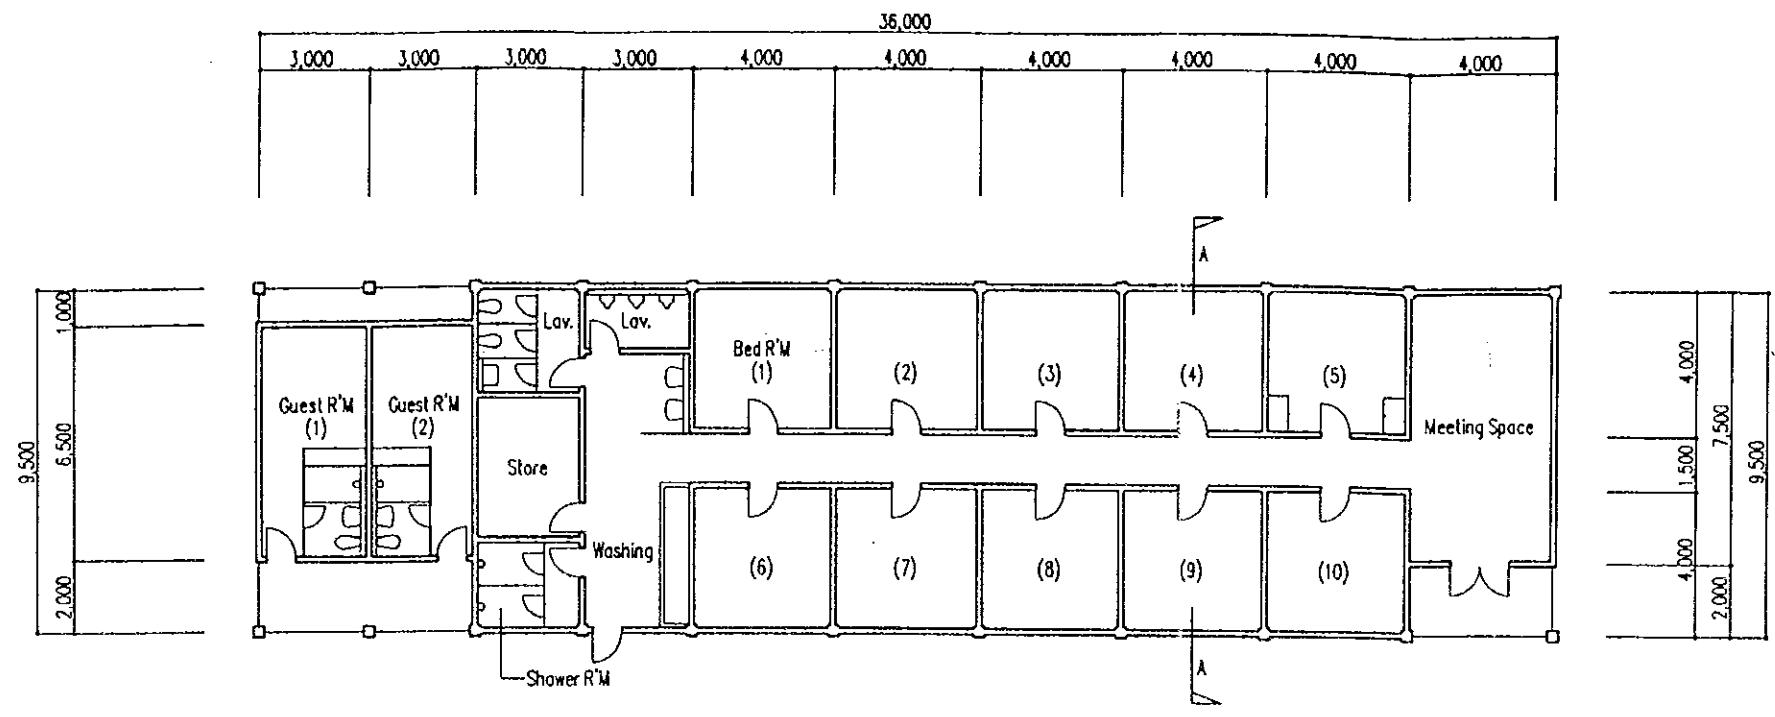 36,000
3,000 3,000 3,000 3,000 4,000 4,000 4,000 4,000 4,000 4,000
A
1,000
Lav. Lav.
Bed R'M
(1) (2) (3) (4) (5)
4,000
Guest R'M
(1)
Guest R'M
(2)
Meeting Space
9,500 6,500
7,500
Store
1,500 9,500
Washing
(6) (7) (8) (9) (10)
4,000
2,000
2,000
A
Shower R'M